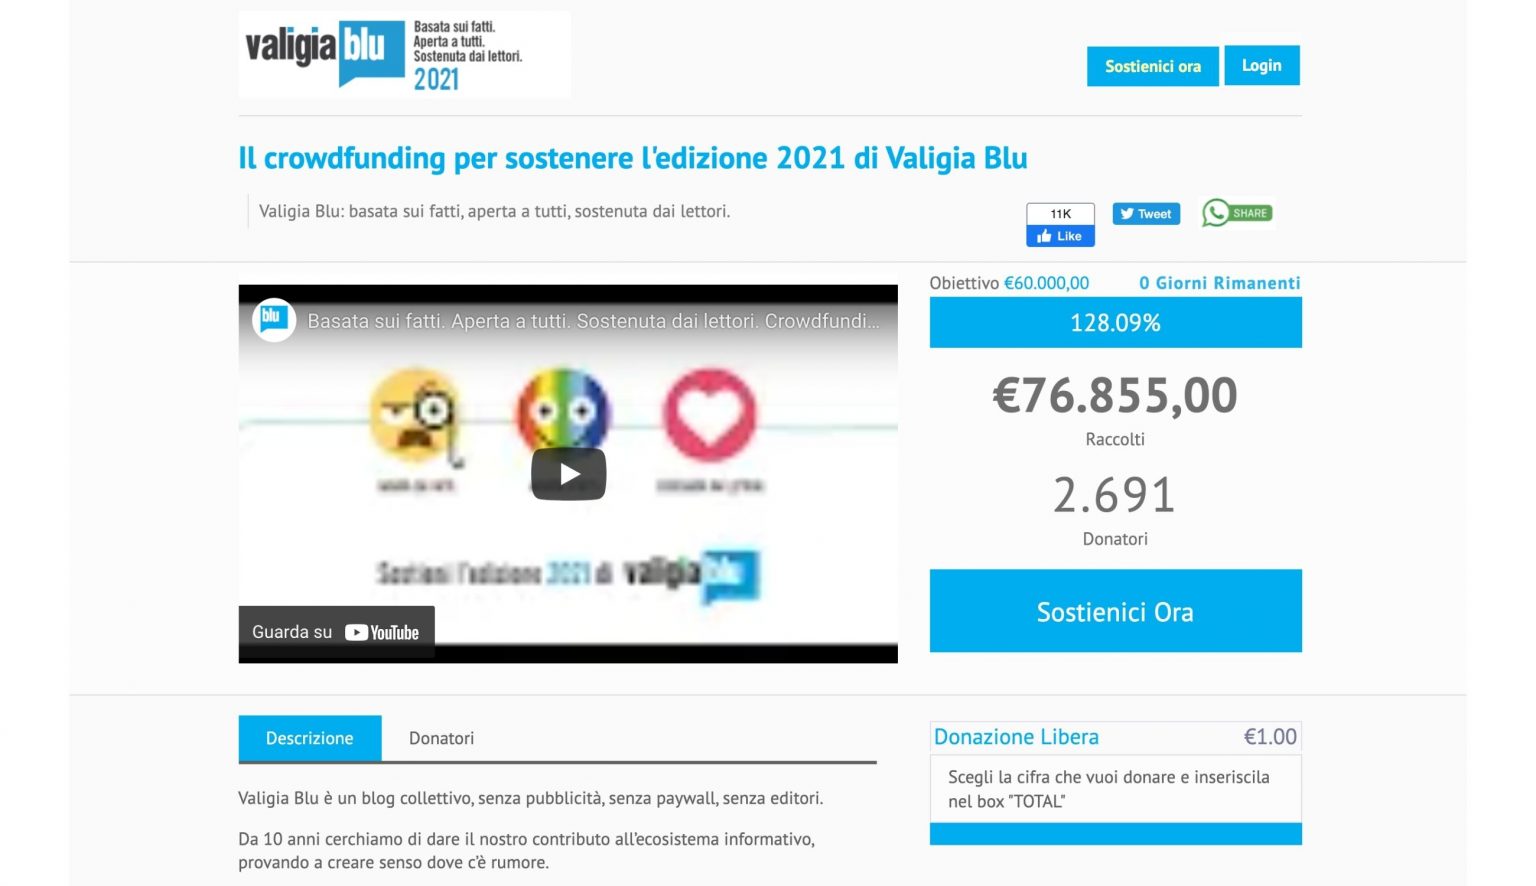 valigia blu
Basata sui fatti.
Aperta a tutti.
Sostenuta dai lettori.
2021
Sostienici ora
Login
Il crowdfunding per sostenere l'edizione 2021 di Valigia Blu
Valigia Blu: basata sui fatti, aperta a tutti, sostenuta dai lettori.
11K
Like
Tweet
SHARE
blu
Basata sui fatti. Aperta a tutti. Sostenuta dai lettori. Crowdfundi...
Sostieni l'edizione 2021 di valigia blu
Guarda su YouTube
Obiettivo €60.000,00
0 Giorni Rimanenti
128.09%
€76.855,00
Raccolti
2.691
Donatori
Sostienici Ora
Descrizione
Donatori
Valigia Blu è un blog collettivo, senza pubblicità, senza paywall, senza editori.
Da 10 anni cerchiamo di dare il nostro contributo all’ecosistema informativo,
provando a creare senso dove c’è rumore.
Donazione Libera
€1.00
Scegli la cifra che vuoi donare e inseriscila
nel box "TOTAL"